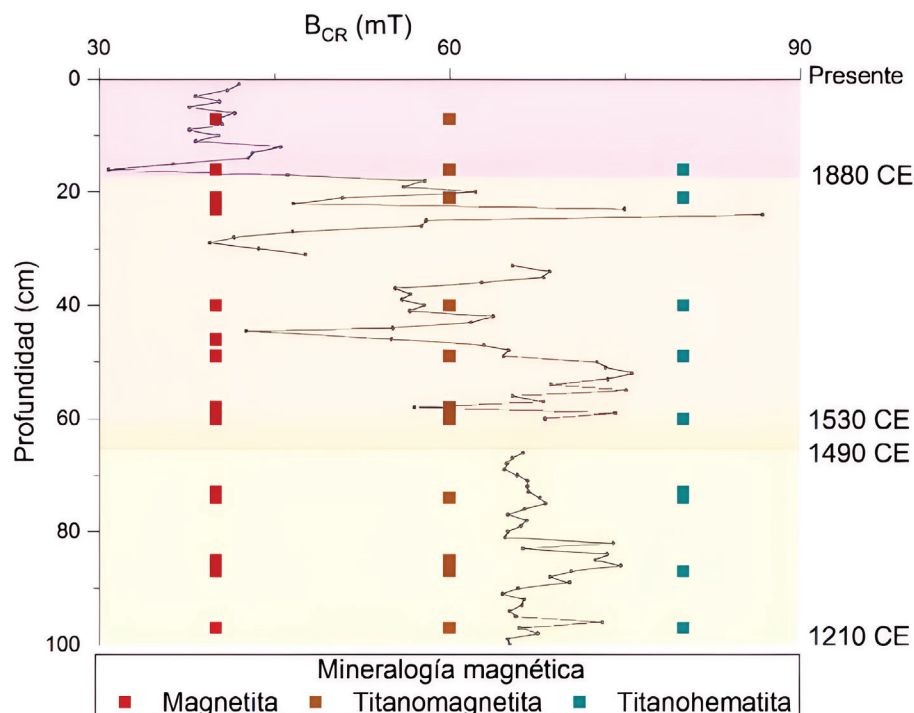 B_CR (mT)
30 60 90
0 Presente
1880 CE
20
40
Profundidad (cm)
60 1530 CE
1490 CE
80
100 1210 CE
Mineralogía magnética
Magnetita Titanomagnetita Titanohematita